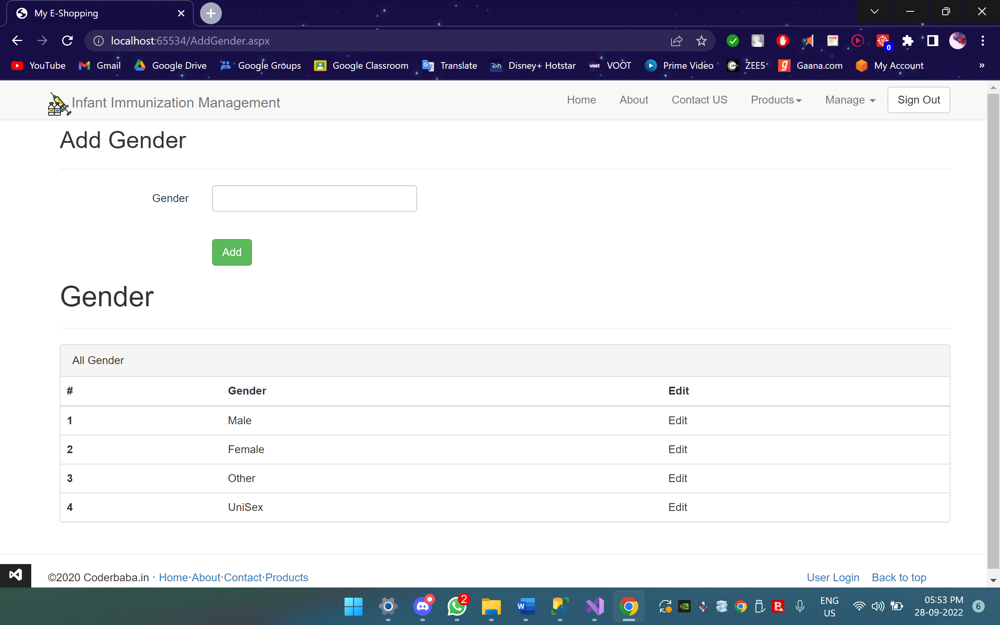 My E-Shopping
localhost:65534/AddGender.aspx
0
YouTube Gmail Google Drive Google Groups Google Classroom Translate Disney+ Hotstar voot VOOT Prime Video ZEE5 Gaana.com My Account »
Infant Immunization Management Home About Contact US Products Manage Sign Out
Add Gender
Gender
Add
Gender
All Gender
# Gender Edit
1 Male Edit
2 Female Edit
3 Other Edit
4 UniSex Edit
©2020 Coderbaba.in · Home·About·Contact·Products User Login Back to top
2
ENG
US
05:53 PM
28-09-2022
6